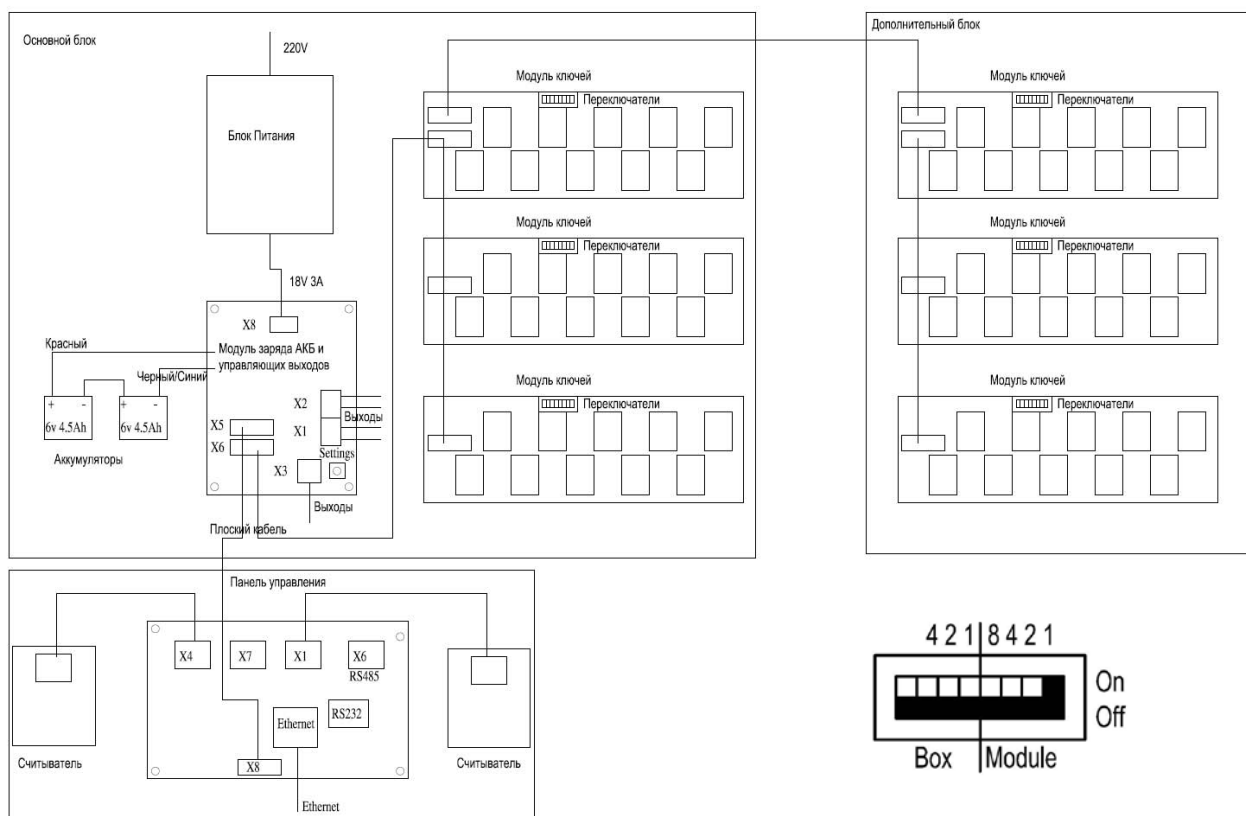 Основной блок
220V
Блок Питания
18V 3A
X8
Модуль заряда АКБ и
управляющих выходов
Красный
Черный/Синий
+ -
6v 4.5Ah
+ -
6v 4.5Ah
Аккумуляторы
X5
X6
X2
X1
Выходы
Settings
X3
Выходы
Плоский кабель
Модуль ключей
Переключатели
Модуль ключей
Переключатели
Модуль ключей
Переключатели
Дополнительный блок
Модуль ключей
Переключатели
Модуль ключей
Переключатели
Модуль ключей
Переключатели
Панель управления
X4
X7
X1
X6
RS485
RS232
Ethernet
X8
Ethernet
Считыватель
Считыватель
4 2 1 8 4 2 1
On
Off
Box Module